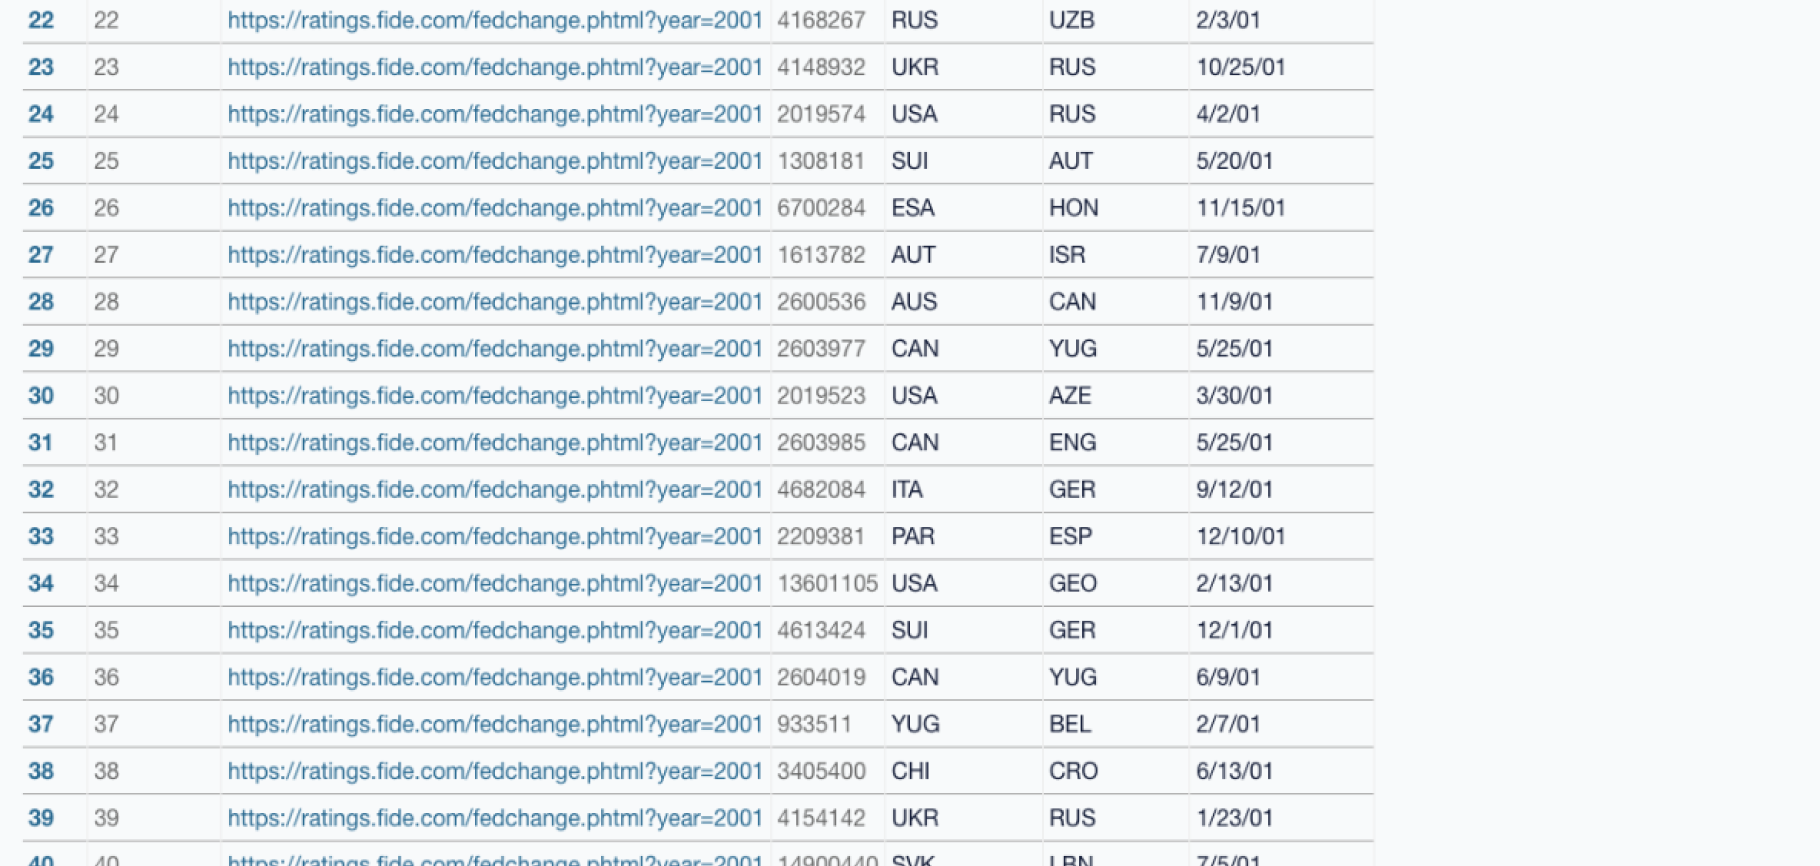 22 22 https://ratings.fide.com/fedchange.phtml?year=2001 4168267 RUS UZB 2/3/01
23 23 https://ratings.fide.com/fedchange.phtml?year=2001 4148932 UKR RUS 10/25/01
24 24 https://ratings.fide.com/fedchange.phtml?year=2001 2019574 USA RUS 4/2/01
25 25 https://ratings.fide.com/fedchange.phtml?year=2001 1308181 SUI AUT 5/20/01
26 26 https://ratings.fide.com/fedchange.phtml?year=2001 6700284 ESA HON 11/15/01
27 27 https://ratings.fide.com/fedchange.phtml?year=2001 1613782 AUT ISR 7/9/01
28 28 https://ratings.fide.com/fedchange.phtml?year=2001 2600536 AUS CAN 11/9/01
29 29 https://ratings.fide.com/fedchange.phtml?year=2001 2603977 CAN YUG 5/25/01
30 30 https://ratings.fide.com/fedchange.phtml?year=2001 2019523 USA AZE 3/30/01
31 31 https://ratings.fide.com/fedchange.phtml?year=2001 2603985 CAN ENG 5/25/01
32 32 https://ratings.fide.com/fedchange.phtml?year=2001 4682084 ITA GER 9/12/01
33 33 https://ratings.fide.com/fedchange.phtml?year=2001 2209381 PAR ESP 12/10/01
34 34 https://ratings.fide.com/fedchange.phtml?year=2001 13601105 USA GEO 2/13/01
35 35 https://ratings.fide.com/fedchange.phtml?year=2001 4613424 SUI GER 12/1/01
36 36 https://ratings.fide.com/fedchange.phtml?year=2001 2604019 CAN YUG 6/9/01
37 37 https://ratings.fide.com/fedchange.phtml?year=2001 933511 YUG BEL 2/7/01
38 38 https://ratings.fide.com/fedchange.phtml?year=2001 3405400 CHI CRO 6/13/01
39 39 https://ratings.fide.com/fedchange.phtml?year=2001 4154142 UKR RUS 1/23/01
40 40 https://ratings.fide.com/fedchange.phtml?year=2001 14900440 SVK LBN 7/5/01